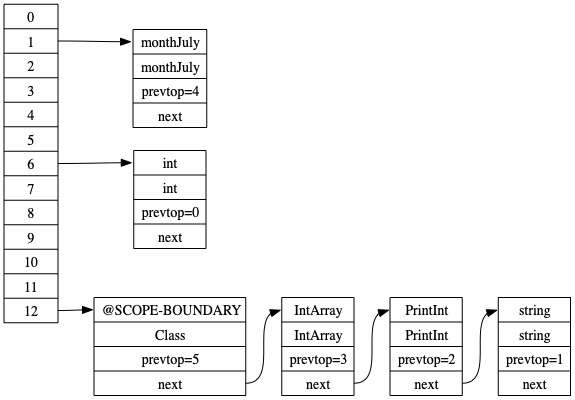 0
1
2
3
4
5
6
7
8
9
10
11
12
monthJuly
monthJuly
prevtop=4
next
int
int
prevtop=0
next
@SCOPE-BOUNDARY
Class
prevtop=5
next
IntArray
IntArray
prevtop=3
next
PrintInt
PrintInt
prevtop=2
next
string
string
prevtop=1
next